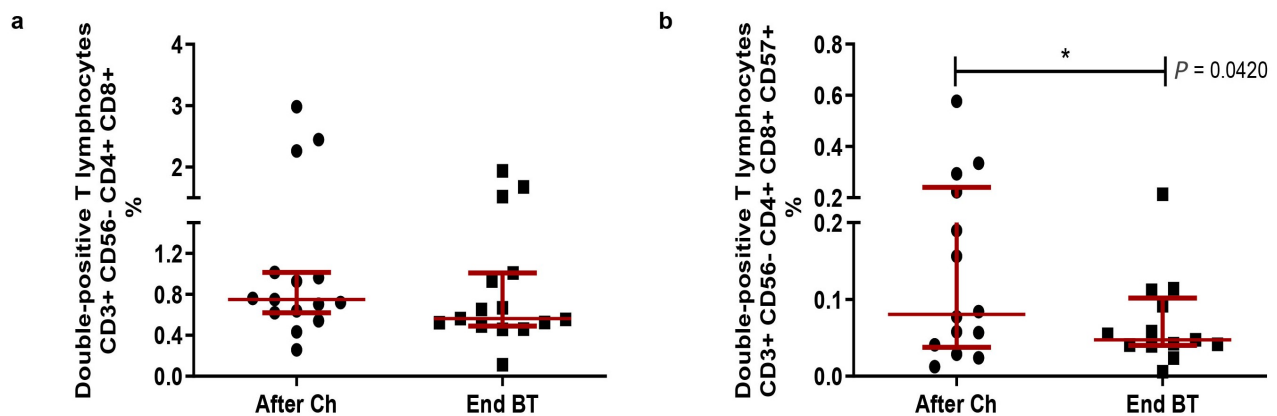 a
Double-positive T lymphocytes
CD3+ CD56- CD4+ CD8+
%
4
3
2
1.2
0.8
0.4
0.0
After Ch
End BT
b
Double-positive T lymphocytes
CD3+ CD56- CD4+ CD8+ CD57+
%
0.8
0.6
0.4
0.2
0.2
0.1
0.0
*
P = 0.0420
After Ch
End BT